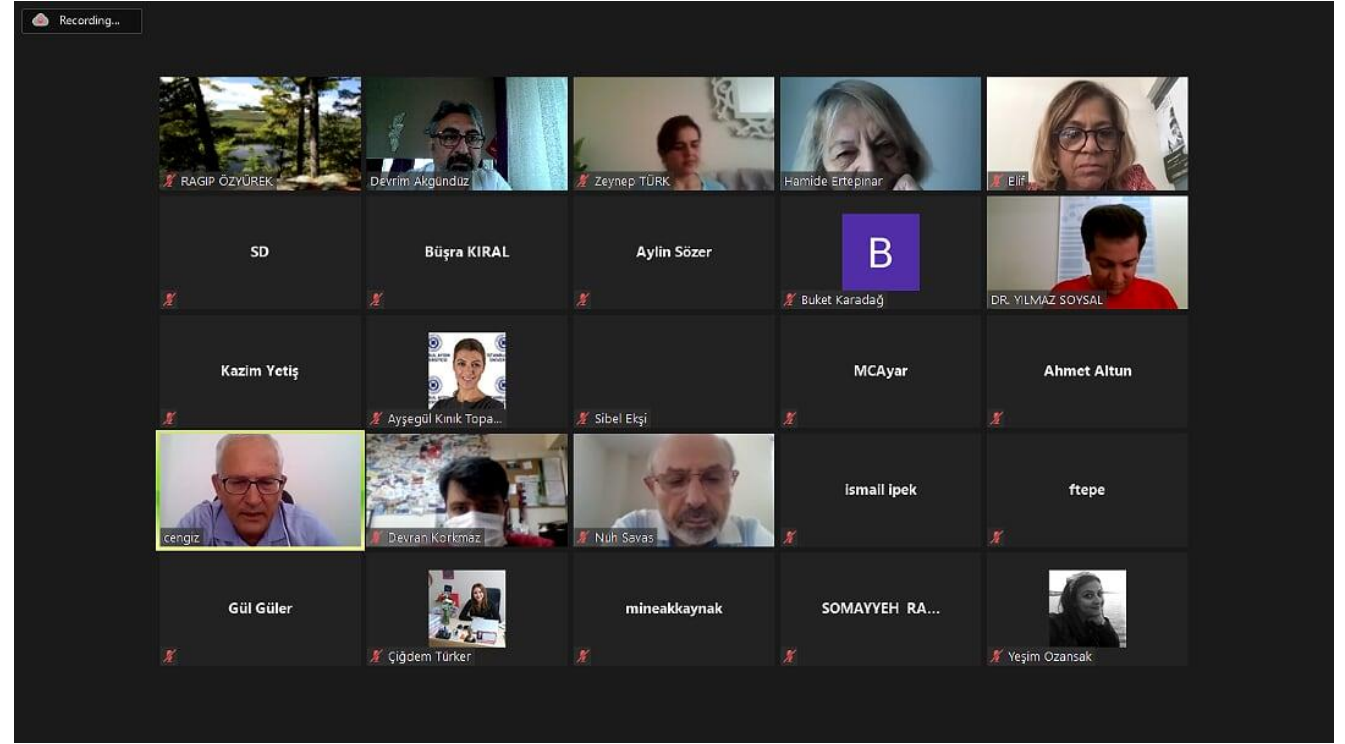 Recording...
RAGIP ÖZYÜREK
Devrim Akgündüz
Zeynep TÜRK
Hamide Ertepınar
Elif
SD
Büşra KIRAL
Aylin Sözer
B
Buket Karadağ
DR. YILMAZ SOYSAL
Kazim Yetiş
Ayşegül Kınık Topa...
Sibel Ekşi
MCAyar
Ahmet Altun
cengiz
Devran Korkmaz
Nuh Savas
ismail ipek
ftepe
Gül Güler
Çiğdem Türker
mineakkaynak
SOMAYYEH RA...
Yeşim Ozansak